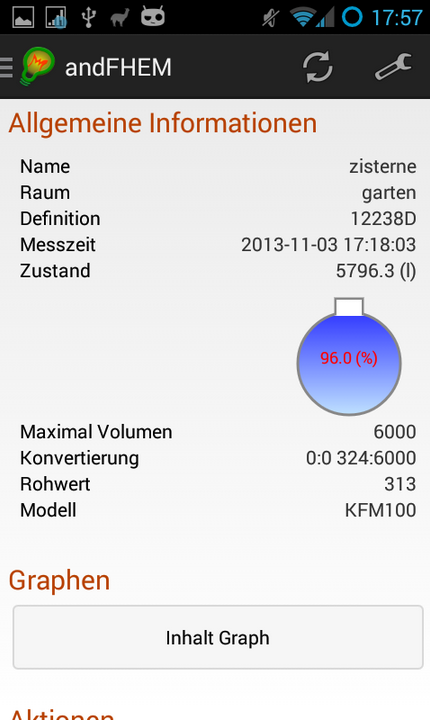 17:57
andFHEM
Allgemeine Informationen
Name zisterne
Raum garten
Definition 12238D
Messzeit 2013-11-03 17:18:03
Zustand 5796.3 (l)
96.0 (%)
Maximal Volumen 6000
Konvertierung 0:0 324:6000
Rohwert 313
Modell KFM100
Graphen
Inhalt Graph
Aktionen